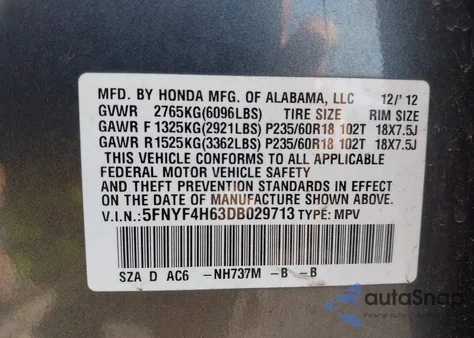 MFD. BY HONDA MFG. OF ALABAMA, LLC 12/'12
GVWR 2765KG(6096LBS) TIRE SIZE RIM SIZE
GAWR F 1325KG(2921LBS) P235/60R18 102T 18X7.5J
GAWR R1525KG(3362LBS) P235/60R18 102T 18X7.5J
THIS VEHICLE CONFORMS TO ALL APPLICABLE
FEDERAL MOTOR VEHICLE SAFETY
AND THEFT PREVENTION STANDARDS IN EFFECT
ON THE DATE OF MANUFACTURE SHOWN ABOVE.
V.I.N.: 5FNYF4H63DB029713 TYPE: MPV
SZA D AC6 -NH737M -B -B
autoSnap